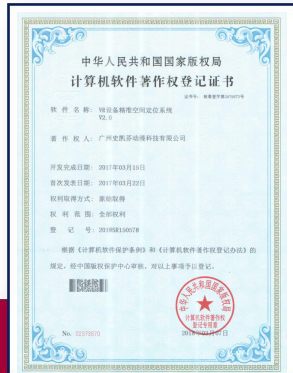 中华人民共和国国家版权局
计算机软件著作权登记证书
软件名称：VR设备精准空间定位系统
V2.0
著作权人：广州史凯芬动漫科技有限公司
开发完成日期：2017年03月15日
首次发表日期：2017年03月22日
权利取得方式：原始取得
权利范围：全部权利
登记号：2018SR150578
根据《计算机软件保护条例》和《计算机软件著作权登记办法》的
规定，经中国版权保护中心审核，对以上事项予以登记。
中华人民共和国国家版权局
计算机软件著作权
登记专用章
No.